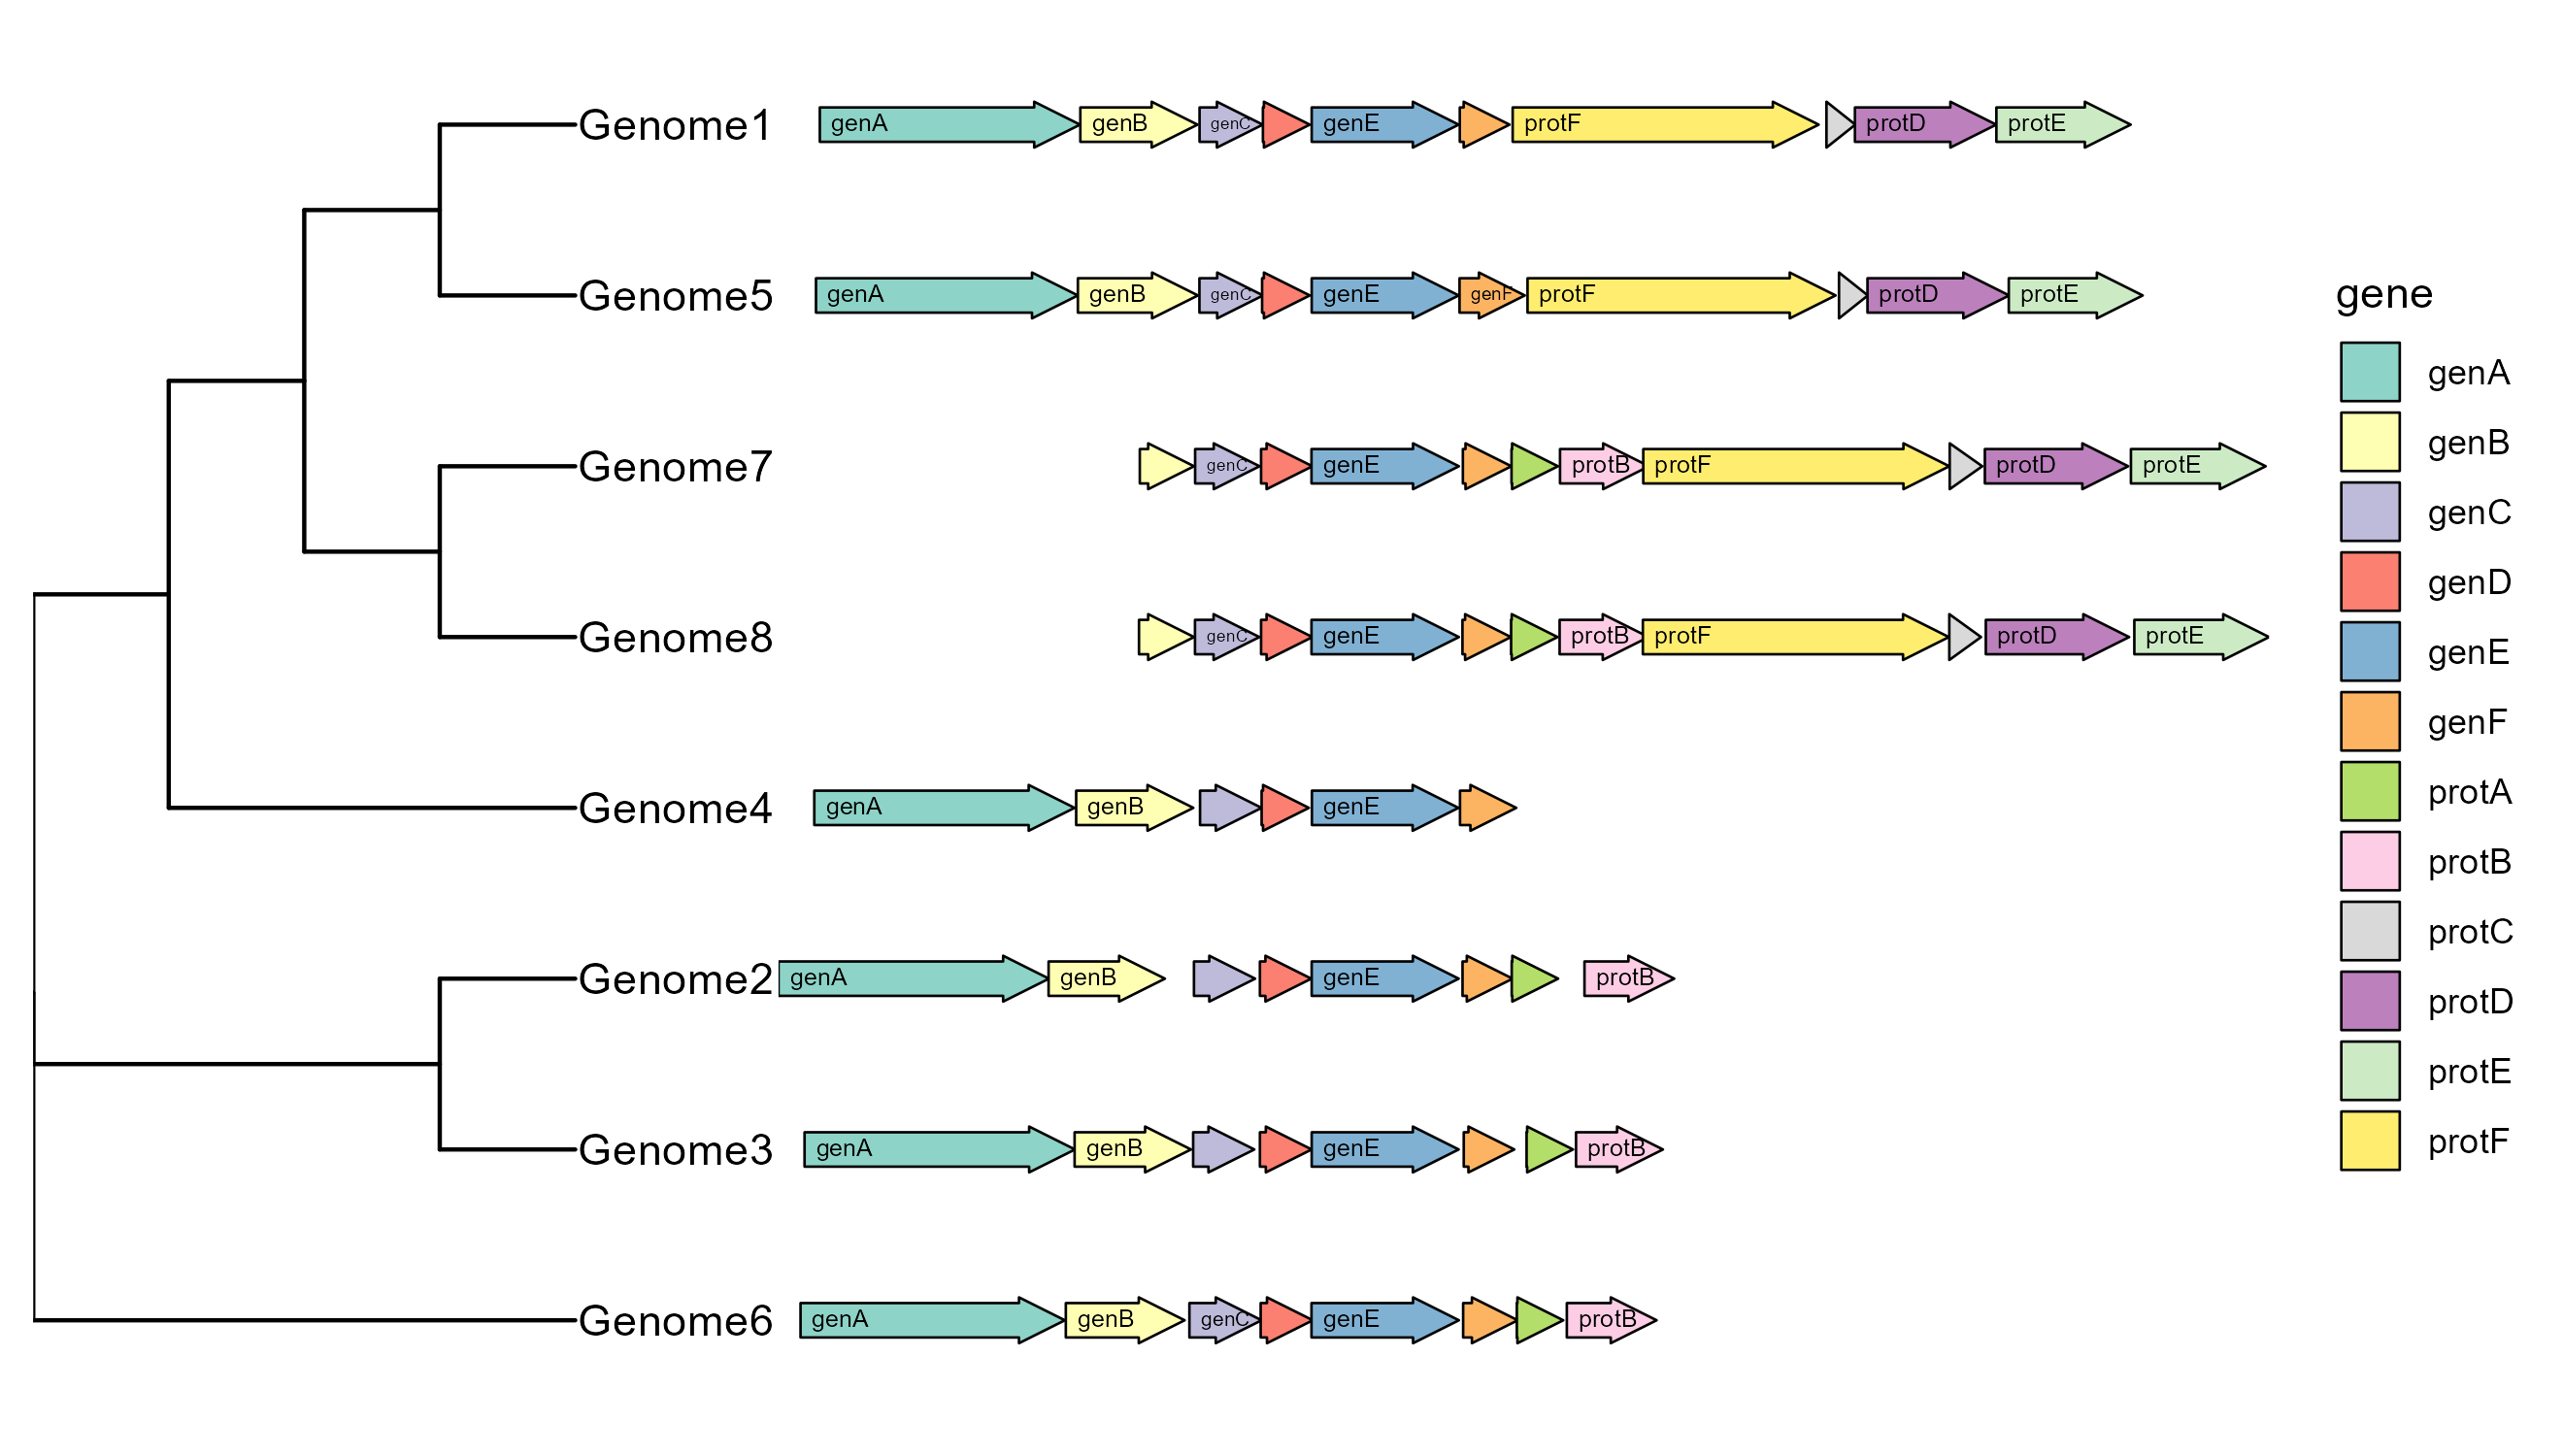 Genome1 genA genB genC genE protF protD protE
Genome5 genA genB genC genE genF protF protD protE
Genome7 genC genE protB protF protD protE
Genome8 genC genE protB protF protD protE
Genome4 genA genB genE
Genome2 genA genB genE protB
Genome3 genA genB genE protB
Genome6 genA genB genC genE protB
gene
genA
genB
genC
genD
genE
genF
protA
protB
protC
protD
protE
protF